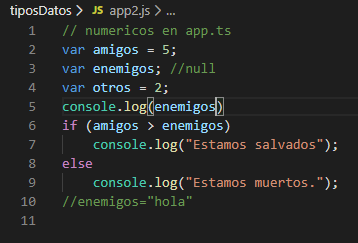 tiposDatos > JS app2.js > ...
1 // numericos en app.ts
2 var amigos = 5;
3 var enemigos; //null
4 var otros = 2;
5 console.log(enemigos)
6 if (amigos > enemigos)
7 console.log("Estamos salvados");
8 else
9 console.log("Estamos muertos.");
10 //enemigos="hola"
11